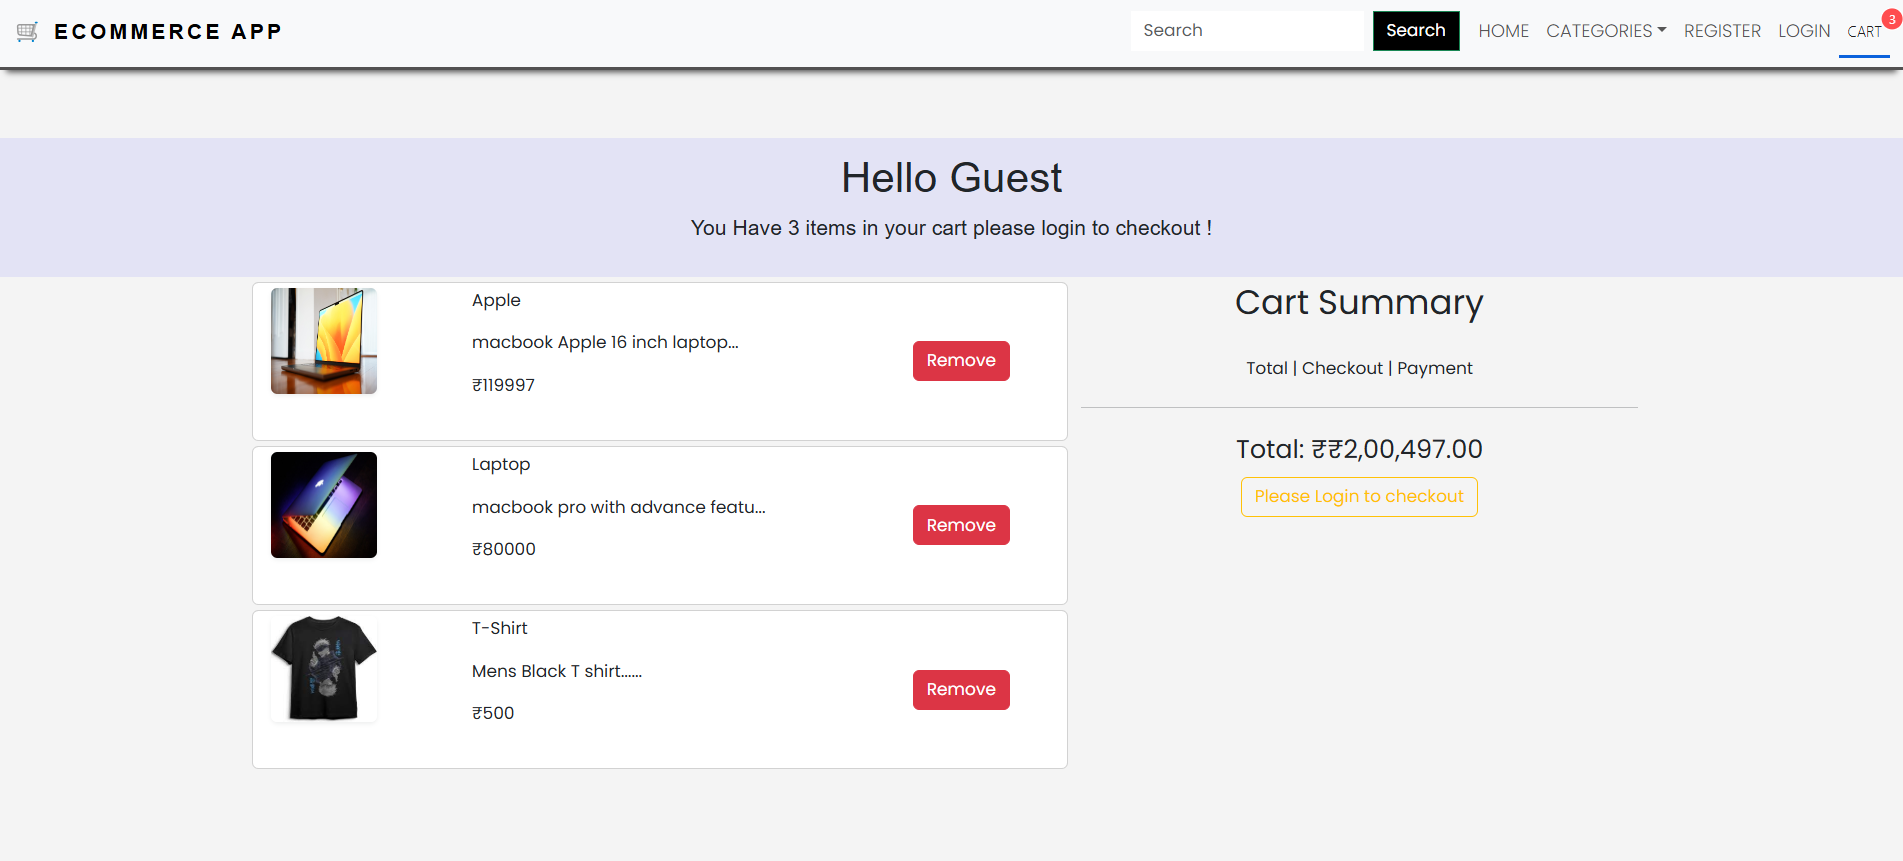 🛒 ECOMMERCE APP
Search
Search
HOME
CATEGORIES
REGISTER
LOGIN
CART
3
Hello Guest
You Have 3 items in your cart please login to checkout !
Apple
macbook Apple 16 inch laptop...
₹119997
Remove
Laptop
macbook pro with advance featu...
₹80000
Remove
T-Shirt
Mens Black T shirt......
₹500
Remove
Cart Summary
Total | Checkout | Payment
Total: ₹₹2,00,497.00
Please Login to checkout